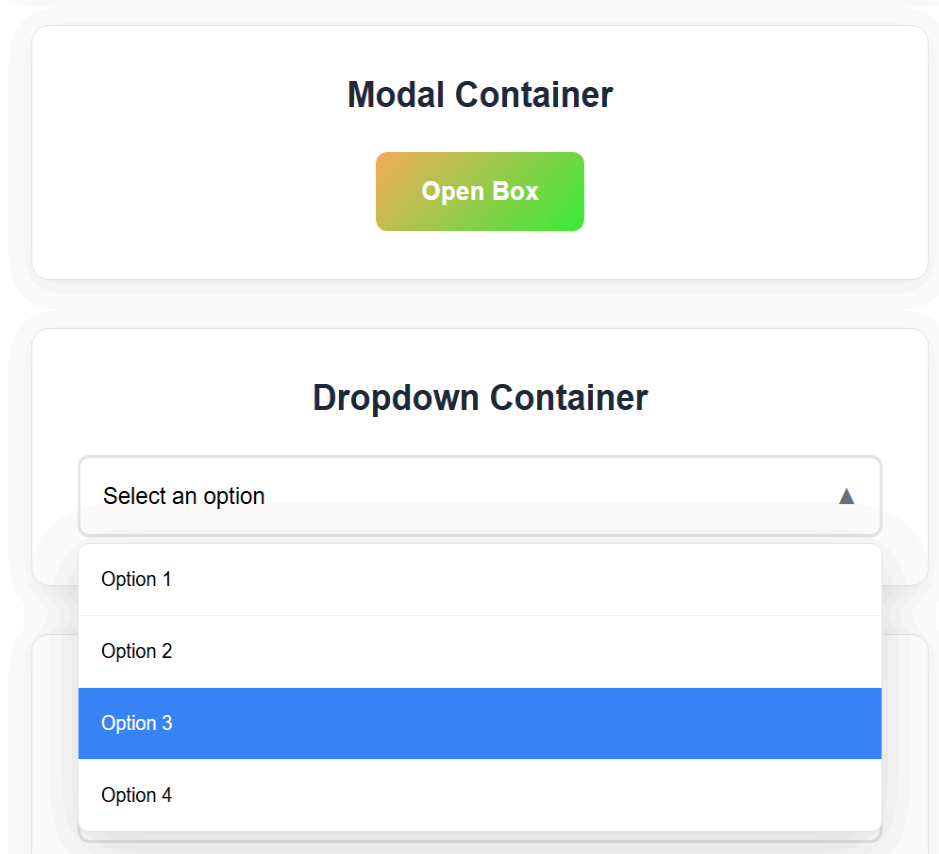 Modal Container
Open Box
Dropdown Container
Select an option
Option 1
Option 2
Option 3
Option 4